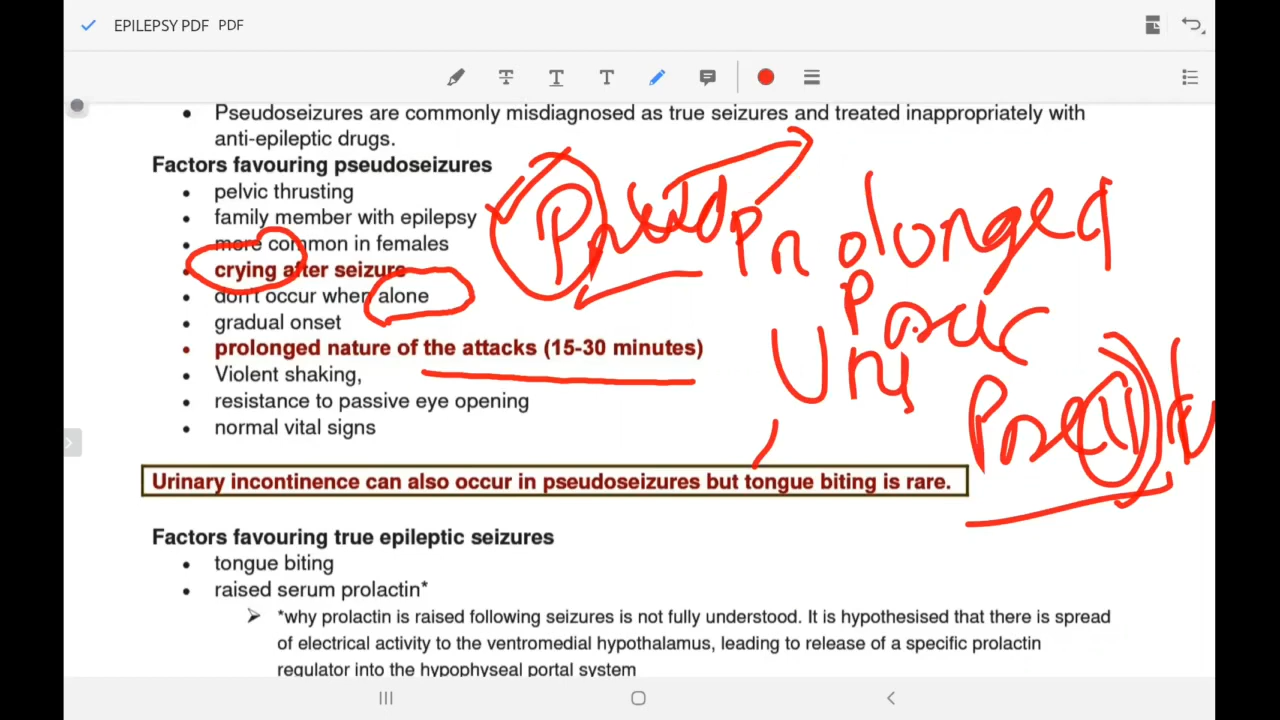 EPILEPSY PDF PDF
Pseudoseizures are commonly misdiagnosed as true seizures and treated inappropriately with
anti-epileptic drugs.
Factors favouring pseudoseizures
• pelvic thrusting
• family member with epilepsy
• more common in females
• crying after seizure
• don't occur when alone
• gradual onset
• prolonged nature of the attacks (15-30 minutes)
• Violent shaking,
• resistance to passive eye opening
• normal vital signs
Prolonged
Urinary incontinence can also occur in pseudoseizures but tongue biting is rare.
Factors favouring true epileptic seizures
• tongue biting
• raised serum prolactin*
➢ *why prolactin is raised following seizures is not fully understood. It is hypothesised that there is spread
of electrical activity to the ventromedial hypothalamus, leading to release of a specific prolactin
regulator into the hypophyseal portal system